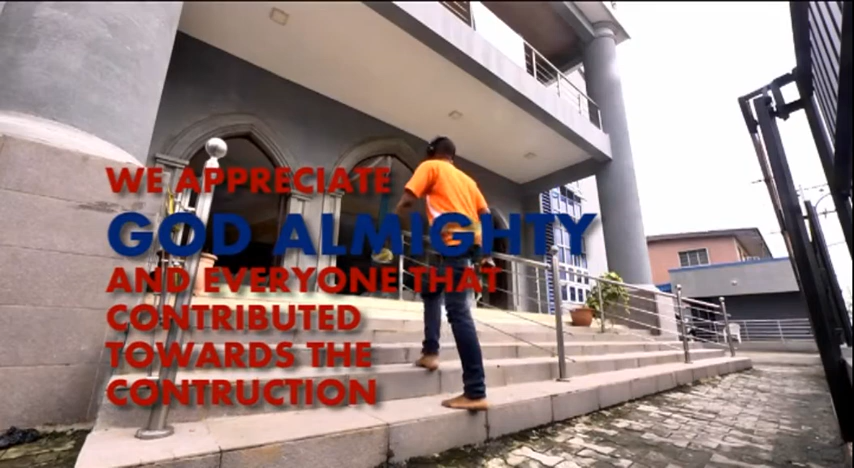 WE APPRECIATE
GOD ALMIGHTY
AND EVERYONE THAT
CONTRIBUTED
TOWARDS THE
CONTRUCTION